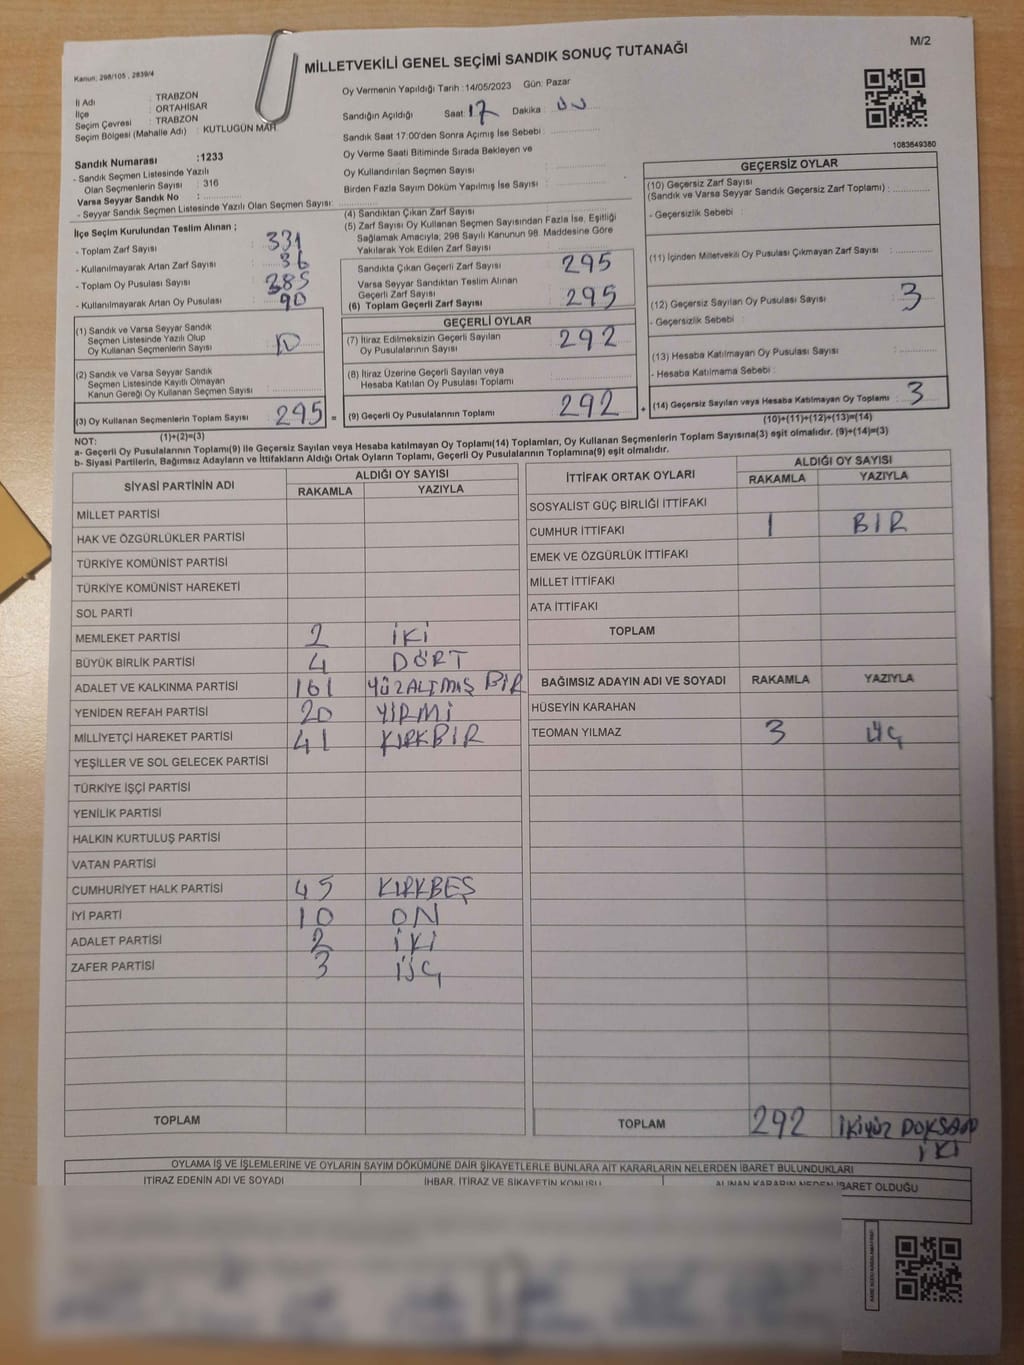 MİLLETVEKİLİ GENEL SEÇİMİ SANDIK SONUÇ TUTANAĞI
M/2
Kanun; 298/105 , 2839/4
İl Adı : TRABZON
İlçe : ORTAHİSAR
Seçim Çevresi : TRABZON
Seçim Bölgesi (Mahalle Adı) : KUTLUGÜN MAH.
Oy Vermenin Yapıldığı Tarih :14/05/2023 Gün: Pazar
Sandığın Açıldığı Saat: 17 Dakika :
Sandık Saat 17:00'den Sonra Açımış İse Sebebi :
Oy Verme Saati Bitiminde Sırada Bekleyen ve
Oy Kullandırılan Seçmen Sayısı :
Birden Fazla Sayım Döküm Yapılmış İse Sayısı :
1083649380
Sandık Numarası :1233
- Sandık Seçmen Listesinde Yazılı
Olan Seçmenlerin Sayısı : 316
Varsa Seyyar Sandık No :
- Seyyar Sandık Seçmen Listesinde Yazılı Olan Seçmen Sayısı:
İlçe Seçim Kurulundan Teslim Alınan ;
- Toplam Zarf Sayısı : 331
- Kullanılmayarak Artan Zarf Sayısı : 36
- Toplam Oy Pusulası Sayısı : 385
- Kullanılmayarak Artan Oy Pusulası : 90
(1) Sandık ve Varsa Seyyar Sandık
Seçmen Listesinde Yazılı Olup
Oy Kullanan Seçmenlerin Sayısı :
(2) Sandık ve Varsa Seyyar Sandık
Seçmen Listesinde Kayıtlı Olmayan
Kanun Gereği Oy Kullanan Seçmen Sayısı :
(3) Oy Kullanan Seçmenlerin Toplam Sayısı : 295 =
(1)+(2)=(3)
(4) Sandıktan Çıkan Zarf Sayısı :
(5) Zarf Sayısı Oy Kullanan Seçmen Sayısından Fazla İse, Eşitliği
Sağlamak Amacıyla, 298 Sayılı Kanunun 98. Maddesine Göre
Yakılarak Yok Edilen Zarf Sayısı :
Sandıkta Çıkan Geçerli Zarf Sayısı : 295
Varsa Seyyar Sandıktan Teslim Alınan
Geçerli Zarf Sayısı
(6) Toplam Geçerli Zarf Sayısı : 295
GEÇERLİ OYLAR
(7) İtiraz Edilmeksizin Geçerli Sayılan
Oy Pusulalarının Sayısı : 292
(8) İtiraz Üzerine Geçerli Sayılan veya
Hesaba Katılan Oy Pusulası Toplamı :
(9) Geçerli Oy Pusulalarının Toplamı : 292 +
GEÇERSİZ OYLAR
(10) Geçersiz Zarf Sayısı
(Sandık ve Varsa Seyyar Sandık Geçersiz Zarf Toplamı) :
- Geçersizlik Sebebi :
(11) İçinden Milletvekili Oy Pusulası Çıkmayan Zarf Sayısı :
(12) Geçersiz Sayılan Oy Pusulası Sayısı : 3
- Geçersizlik Sebebi :
(13) Hesaba Katılmayan Oy Pusulası Sayısı :
- Hesaba Katılmama Sebebi :
(14) Geçersiz Sayılan veya Hesaba Katılmayan Oy Toplamı : 3
(10)+(11)+(12)+(13)=(14)
NOT:
a- Geçerli Oy Pusulalarının Toplamı(9) ile Geçersiz Sayılan veya Hesaba katılmayan Oy Toplamı(14) Toplamları, Oy Kullanan Seçmenlerin Toplam Sayısına(3) eşit olmalıdır. (9)+(14)=(3)
b- Siyasi Partilerin, Bağımsız Adayların ve İttifakların Aldığı Ortak Oyların Toplamı, Geçerli Oy Pusulalarının Toplamına(9) eşit olmalıdır.
SİYASİ PARTİNİN ADI ALDIĞI OY SAYISI
RAKAMLA YAZIYLA
MİLLET PARTİSİ
HAK VE ÖZGÜRLÜKLER PARTİSİ
TÜRKİYE KOMÜNİST PARTİSİ
TÜRKİYE KOMÜNİST HAREKETİ
SOL PARTİ
MEMLEKET PARTİSİ 2 İKİ
BÜYÜK BİRLİK PARTİSİ 4 DÖRT
ADALET VE KALKINMA PARTİSİ 161 YÜZALTMIŞ BİR
YENİDEN REFAH PARTİSİ 20 YİRMİ
MİLLİYETÇİ HAREKET PARTİSİ 41 KIRKBİR
YEŞİLLER VE SOL GELECEK PARTİSİ
TÜRKİYE İŞÇİ PARTİSİ
YENİLİK PARTİSİ
HALKIN KURTULUŞ PARTİSİ
VATAN PARTİSİ
CUMHURİYET HALK PARTİSİ 45 KIRKBEŞ
İYİ PARTİ 10 ON
ADALET PARTİSİ 2 İKİ
ZAFER PARTİSİ 3 ÜÇ
TOPLAM
İTTİFAK ORTAK OYLARI ALDIĞI OY SAYISI
RAKAMLA YAZIYLA
SOSYALİST GÜÇ BİRLİĞİ İTTİFAKI
CUMHUR İTTİFAKI 1 BİR
EMEK VE ÖZGÜRLÜK İTTİFAKI
MİLLET İTTİFAKI
ATA İTTİFAKI
TOPLAM
BAĞIMSIZ ADAYIN ADI VE SOYADI RAKAMLA YAZIYLA
HÜSEYİN KARAHAN
TEOMAN YILMAZ 3 ÜÇ
TOPLAM 292 İKİYÜZ DOKSAN
İKİ
OYLAMA İŞ VE İŞLEMLERİNE VE OYLARIN SAYIM DÖKÜMÜNE DAİR ŞİKAYETLERLE BUNLARA AİT KARARLARIN NELERDEN İBARET BULUNDUKLARI
İTİRAZ EDENİN ADI VE SOYADI İHBAR, İTİRAZ VE ŞİKAYETİN KONUSU ALINAN KARARIN NEDEN İBARET OLDUĞU